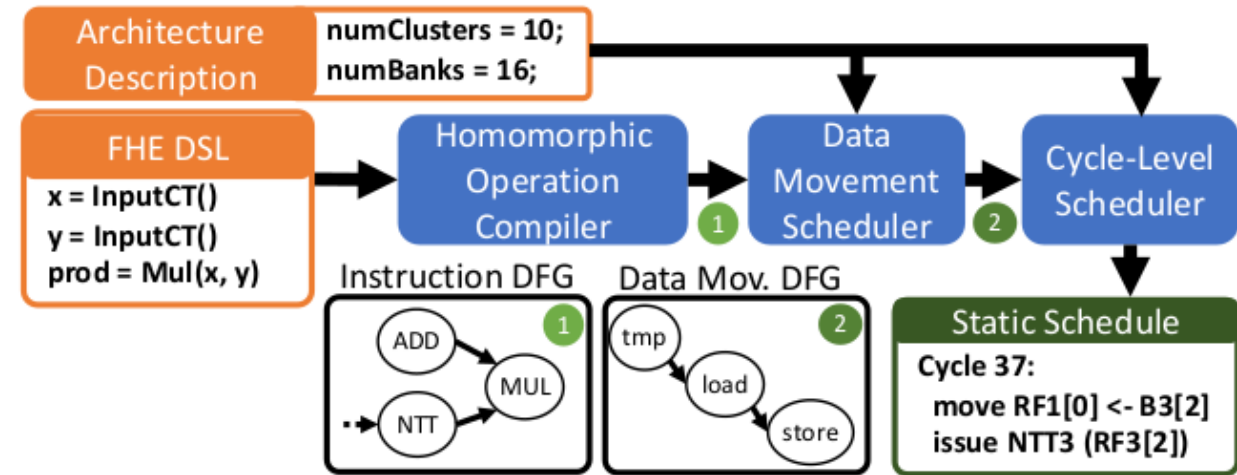 Architecture
Description
numClusters = 10;
numBanks = 16;
FHE DSL
x = InputCT()
y = InputCT()
prod = Mul(x, y)
Homomorphic
Operation
Compiler
1
Data
Movement
Scheduler
2
Cycle-Level
Scheduler
Instruction DFG
1
ADD
NTT
MUL
Data Mov. DFG
2
tmp
load
store
Static Schedule
Cycle 37:
move RF1[0] <- B3[2]
issue NTT3 (RF3[2])